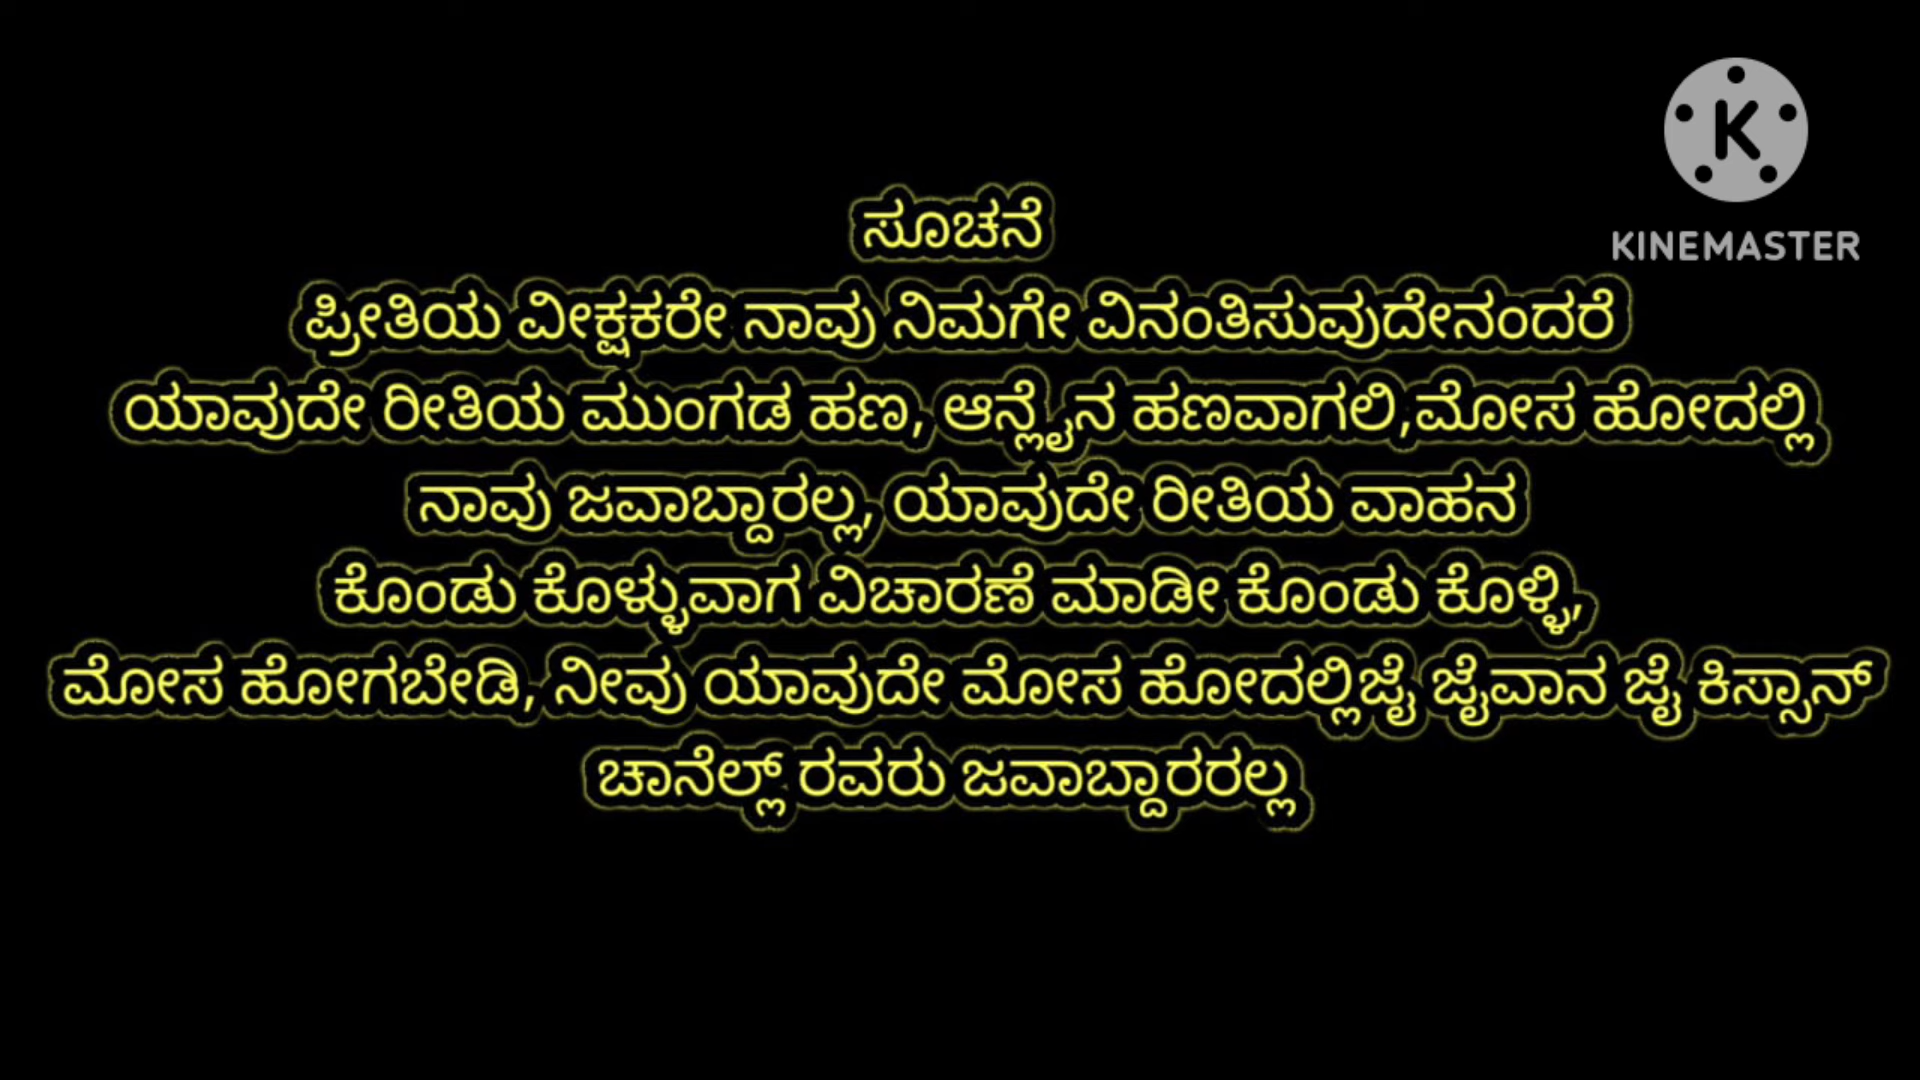 KINEMASTER
ಸೂಚನೆ
ಪ್ರೀತಿಯ ವೀಕ್ಷಕರೇ ನಾವು ನಿಮಗೇ ವಿನಂತಿಸುವುದೇನಂದರೆ
ಯಾವುದೇ ರೀತಿಯ ಮುಂಗಡ ಹಣ, ಆನ್ಲೈನ ಹಣವಾಗಲಿ,ಮೋಸ ಹೋದಲ್ಲಿ
ನಾವು ಜವಾಬ್ದಾರಲ್ಲ, ಯಾವುದೇ ರೀತಿಯ ವಾಹನ
ಕೊಂಡು ಕೊಳ್ಳುವಾಗ ವಿಚಾರಣೆ ಮಾಡೀ ಕೊಂಡು ಕೊಳ್ಳಿ,
ಮೋಸ ಹೋಗಬೇಡಿ, ನೀವು ಯಾವುದೇ ಮೋಸ ಹೋದಲ್ಲಿಜೈ ಜೈವಾನ ಜೈ ಕಿಸ್ಸಾನ್
ಚಾನೆಲ್ಲ್ ರವರು ಜವಾಬ್ದಾರರಲ್ಲ